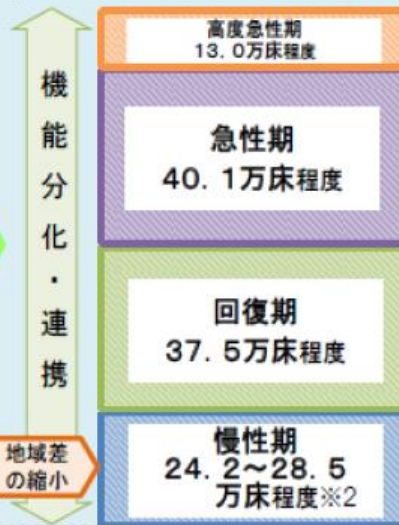 機能分化・連携
地域差
の縮小
高度急性期
13.0万床程度
急性期
40.1万床程度
回復期
37.5万床程度
慢性期
24.2~28.5
万床程度※2